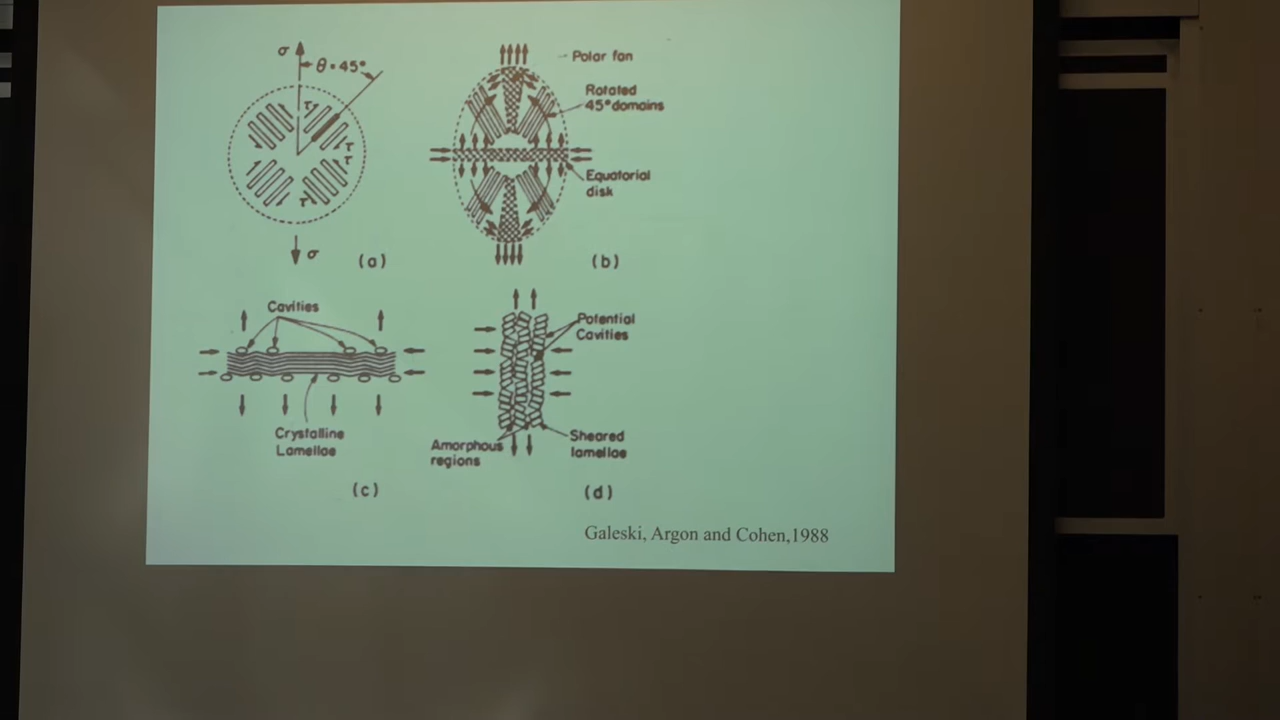 σ
θ=45°
τ
τ
τ
τ
σ
(a)
Polar fan
Rotated
45° domains
Equatorial
disk
(b)
Cavities
Crystalline
Lamellae
(c)
Potential
Cavities
Amorphous
regions
Sheared
lamellae
(d)
Galeski, Argon and Cohen,1988